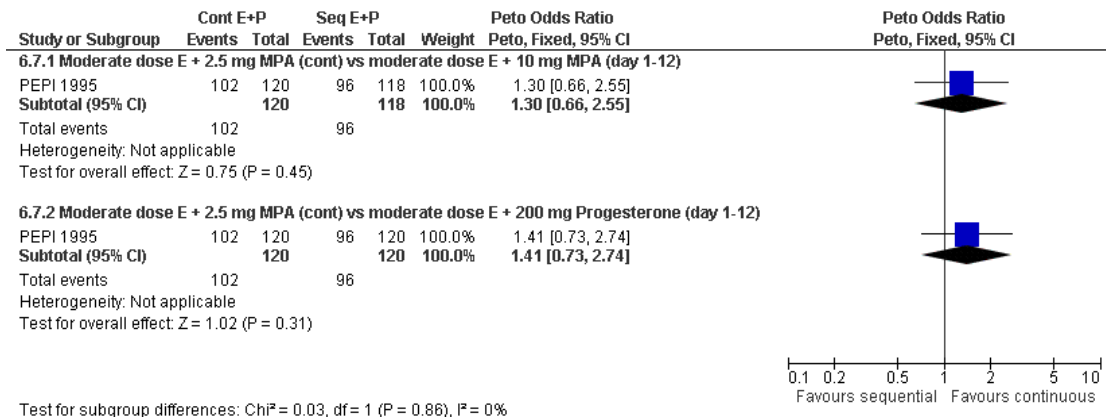 Cont E+P Seq E+P Peto Odds Ratio Peto Odds Ratio
Study or Subgroup Events Total Events Total Weight Peto, Fixed, 95% CI Peto, Fixed, 95% CI
6.7.1 Moderate dose E + 2.5 mg MPA (cont) vs moderate dose E + 10 mg MPA (day 1-12)
PEPI 1995 102 120 96 118 100.0% 1.30 [0.66, 2.55]
Subtotal (95% CI) 120 118 100.0% 1.30 [0.66, 2.55]
Total events 102 96
Heterogeneity: Not applicable
Test for overall effect: Z = 0.75 (P = 0.45)
6.7.2 Moderate dose E + 2.5 mg MPA (cont) vs moderate dose E + 200 mg Progesterone (day 1-12)
PEPI 1995 102 120 96 120 100.0% 1.41 [0.73, 2.74]
Subtotal (95% CI) 120 120 100.0% 1.41 [0.73, 2.74]
Total events 102 96
Heterogeneity: Not applicable
Test for overall effect: Z = 1.02 (P = 0.31)
0.1 0.2 0.5 1 2 5 10
Favours sequential Favours continuous
Test for subgroup differences: Chi² = 0.03, df = 1 (P = 0.86), I² = 0%